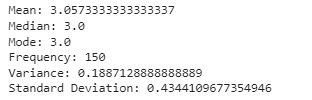 Mean: 3.0573333333333337
Median: 3.0
Mode: 3.0
Frequency: 150
Variance: 0.1887128888888889
Standard Deviation: 0.4344109677354946